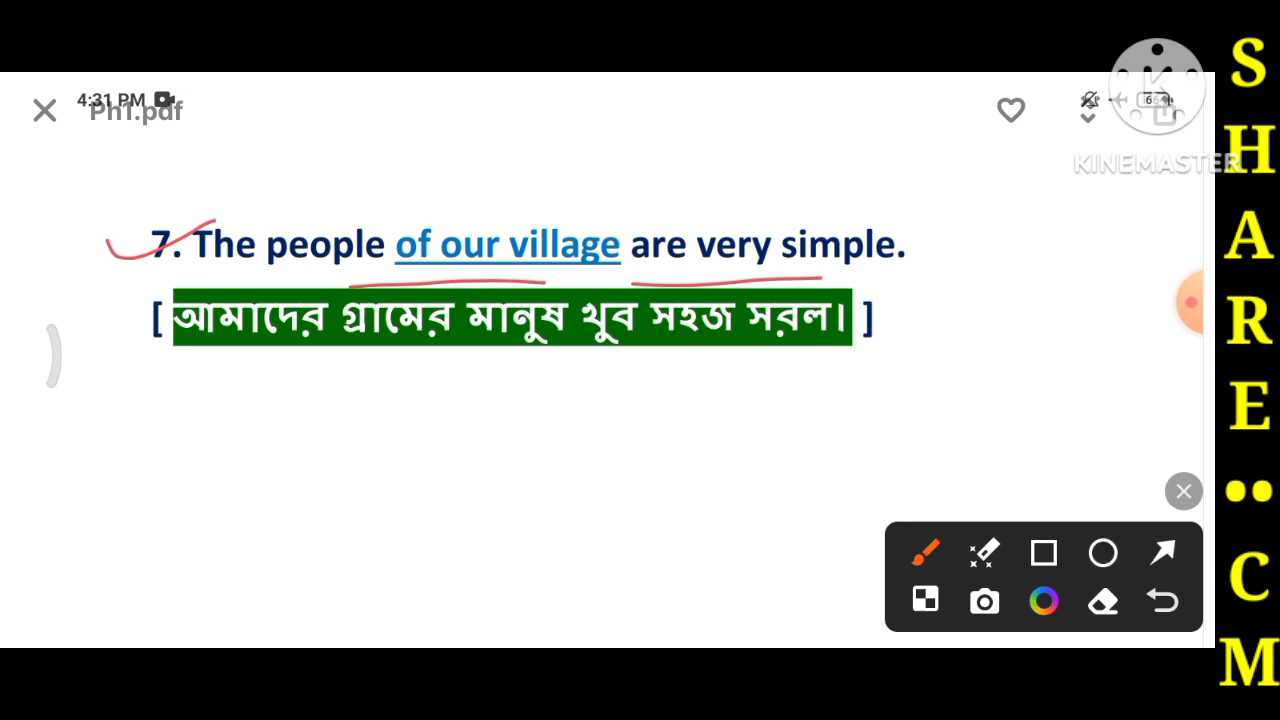 4:31 PM
Ph1.pdf
66
KINEMASTER
7. The people of our village are very simple.
[ আমাদের গ্রামের মানুষ খুব সহজ সরল। ]
SHARE••CM